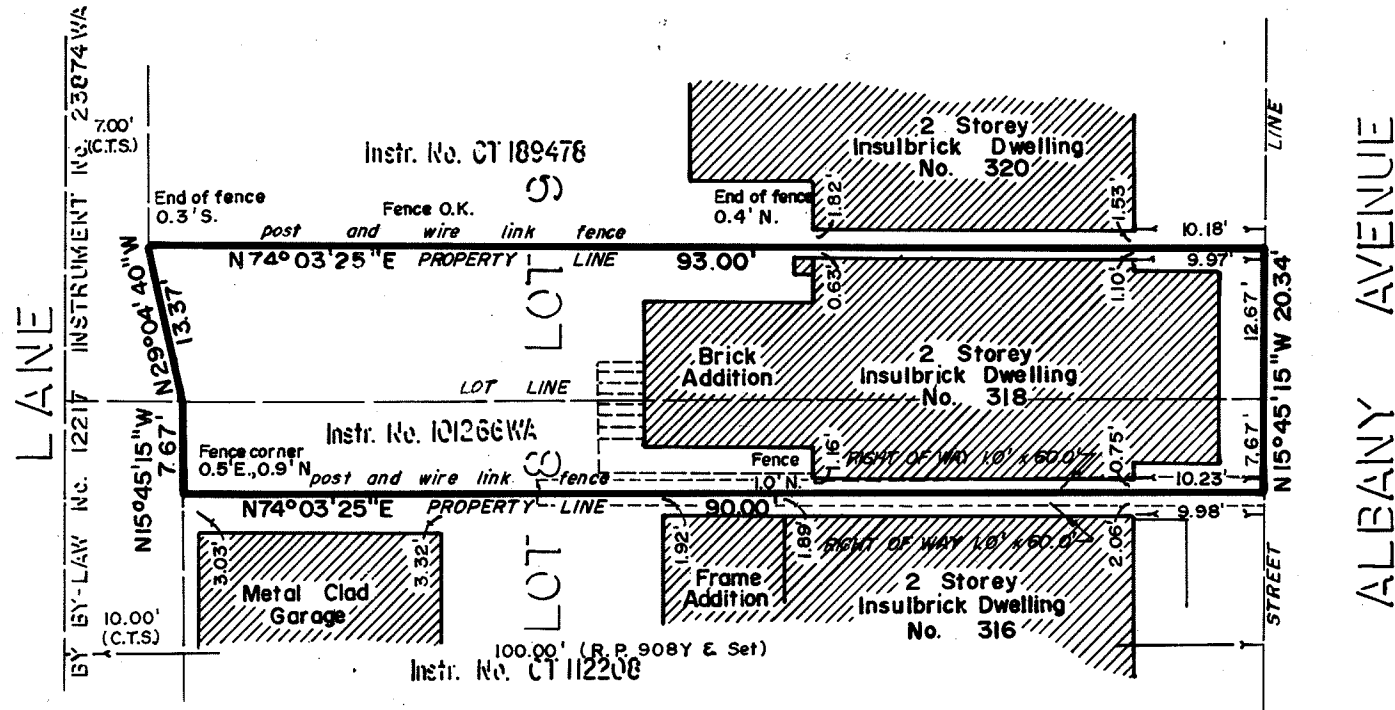 LANE
BY BY-LAW No. 12217 INSTRUMENT No. 23874WA
7.00'
(C.T.S.)
Instr. No. CT 189478
2 Storey
Insulbrick Dwelling
No. 320
LINE
ALBANY AVENUE
End of fence
0.3' S.
Fence O.K.
LOT 9
End of fence
0.4' N.
1.82'
1.53'
10.18'
post and wire link fence
N 74° 03' 25" E PROPERTY LINE 93.00'
9.97'
N29°04'40"W
13.37'
0.63'
1.10'
12.67'
N 15° 45' 15" W 20.34'
Brick
Addition
2 Storey
Insulbrick Dwelling
No. 318
LOT LINE
N15°45'15"W
7.67'
Instr. No. 101266WA
Fence corner
0.5'E., 0.9' N
post and wire link fence
Fence
1.0' N.
1.16'
RIGHT OF WAY 1.0' x 60.0'
0.75'
7.67'
10.23'
N74°03'25"E PROPERTY LINE 90.00'
9.98'
LOT 8
3.03'
3.32'
1.92'
1.89'
RIGHT OF WAY 1.0' x 60.0'
2.06'
Metal Clad
Garage
Frame
Addition
2 Storey
Insulbrick Dwelling
No. 316
STREET
10.00'
(C.T.S.)
100.00' (R.P. 908Y & Set)
Instr. No. CT 112208